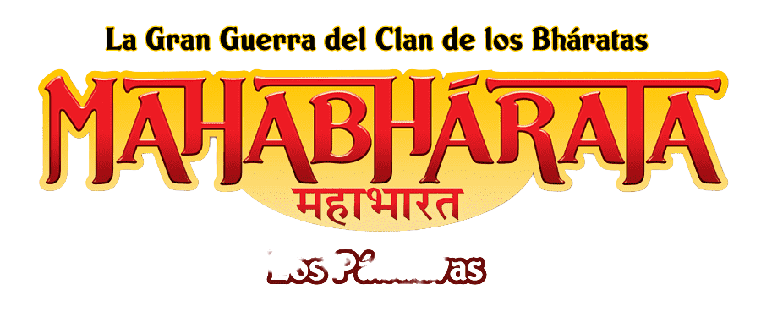 La Gran Guerra del Clan de los Bháratas
MAHABHÁRATA
महाभारत
Los